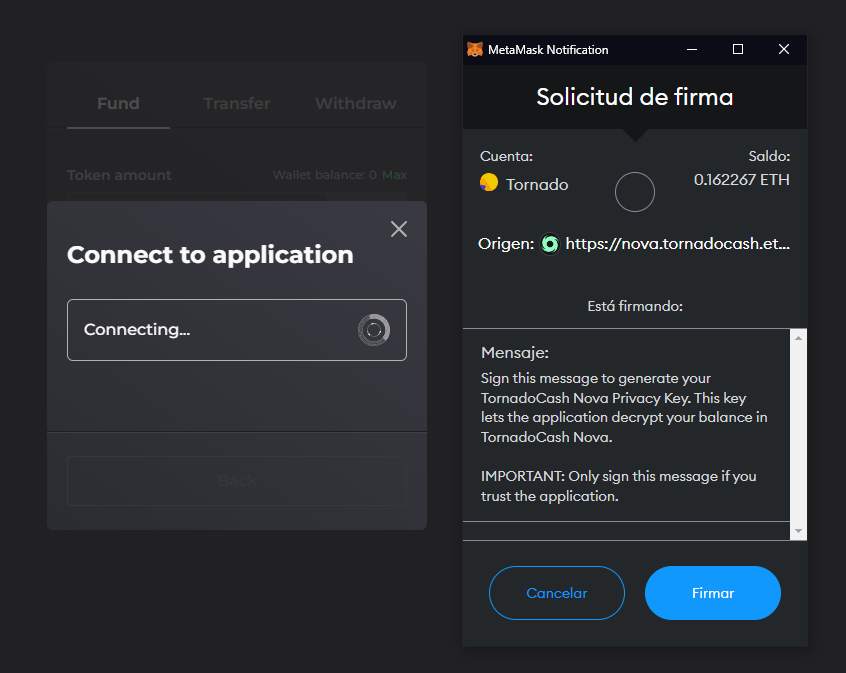 Fund Transfer Withdraw
Token amount Wallet balance: 0 Max
Connect to application
Connecting...
Back
MetaMask Notification
Solicitud de firma
Cuenta: Saldo:
Tornado 0.162267 ETH
Origen: https://nova.tornadocash.et...
Está firmando:
Mensaje:
Sign this message to generate your
TornadoCash Nova Privacy Key. This key
lets the application decrypt your balance in
TornadoCash Nova.
IMPORTANT: Only sign this message if you
trust the application.
Cancelar Firmar